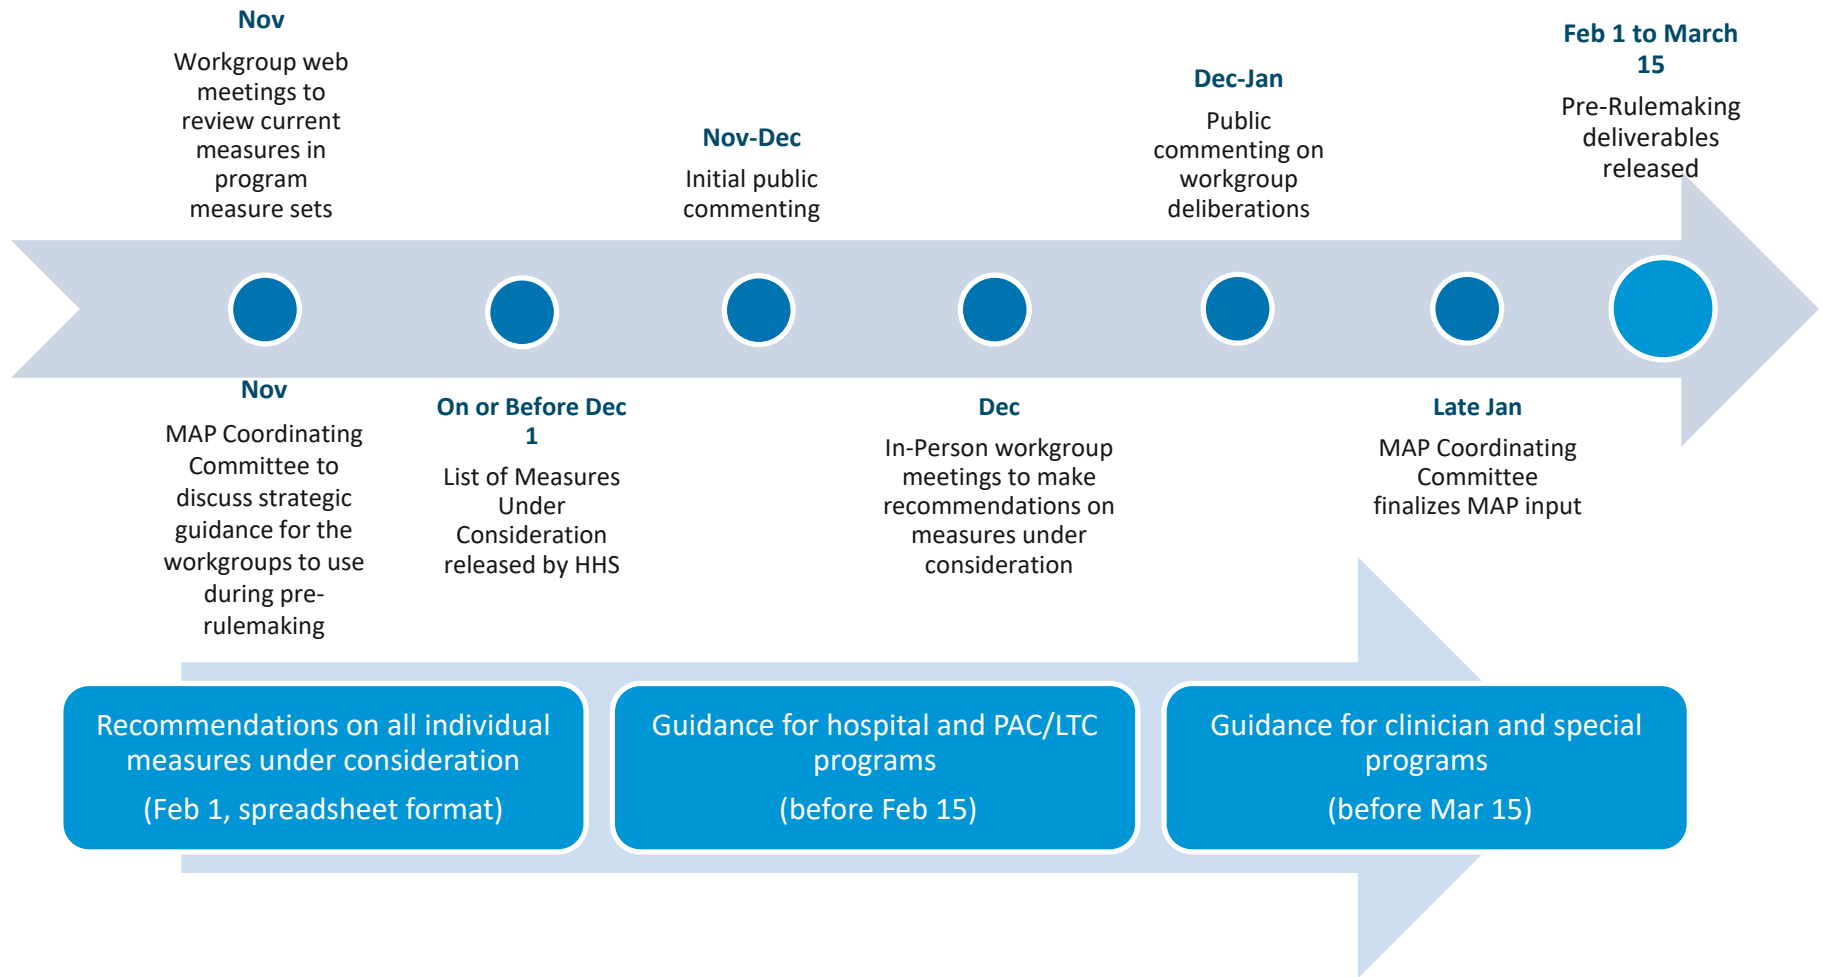 Nov
Workgroup web
meetings to
review current
measures in
program
measure sets
Nov-Dec
Initial public
commenting
Dec-Jan
Public
commenting on
workgroup
deliberations
Feb 1 to March
15
Pre-Rulemaking
deliverables
released
Nov
MAP Coordinating
Committee to
discuss strategic
guidance for the
workgroups to use
during pre-
rulemaking
On or Before Dec
1
List of Measures
Under
Consideration
released by HHS
Dec
In-Person workgroup
meetings to make
recommendations on
measures under
consideration
Late Jan
MAP Coordinating
Committee
finalizes MAP input
Recommendations on all individual
measures under consideration
(Feb 1, spreadsheet format)
Guidance for hospital and PAC/LTC
programs
(before Feb 15)
Guidance for clinician and special
programs
(before Mar 15)